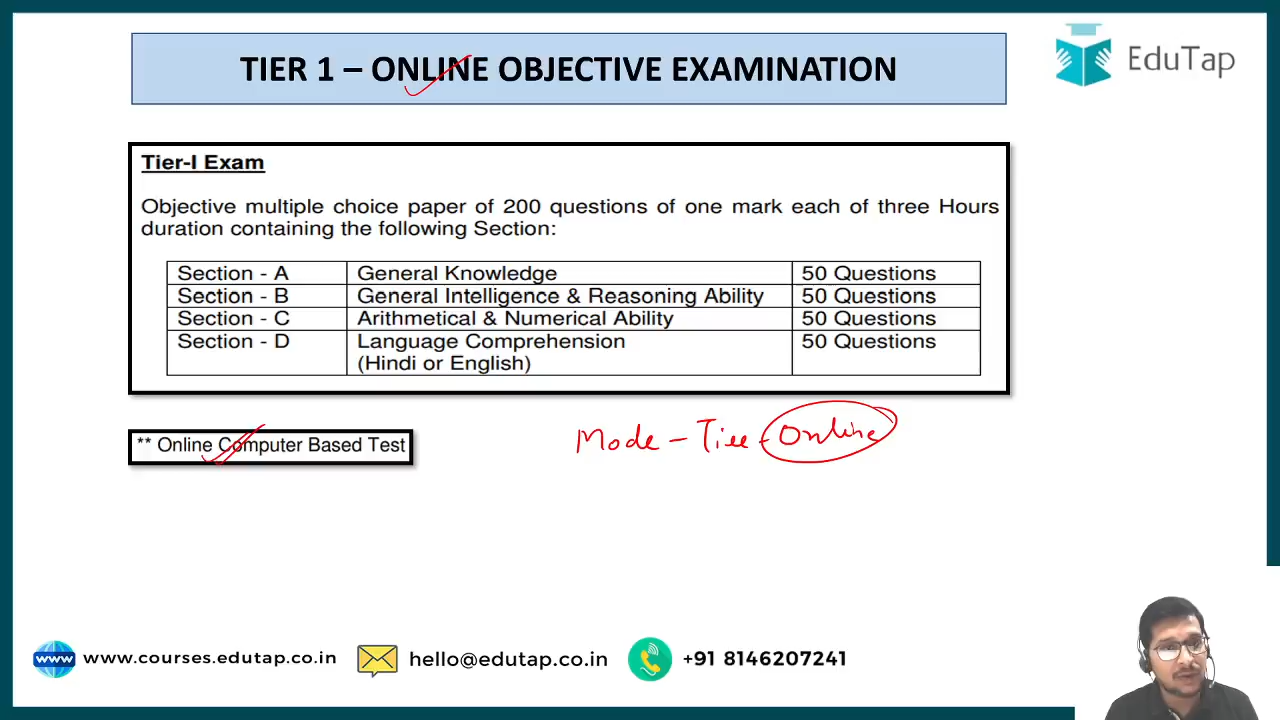 TIER 1 – ONLINE OBJECTIVE EXAMINATION
EduTap
Tier-I Exam
Objective multiple choice paper of 200 questions of one mark each of three Hours
duration containing the following Section:
Section - A General Knowledge 50 Questions
Section - B General Intelligence & Reasoning Ability 50 Questions
Section - C Arithmetical & Numerical Ability 50 Questions
Section - D Language Comprehension 50 Questions
(Hindi or English)
** Online Computer Based Test
Mode - Tier - Online
www www.courses.edutap.co.in hello@edutap.co.in +91 8146207241